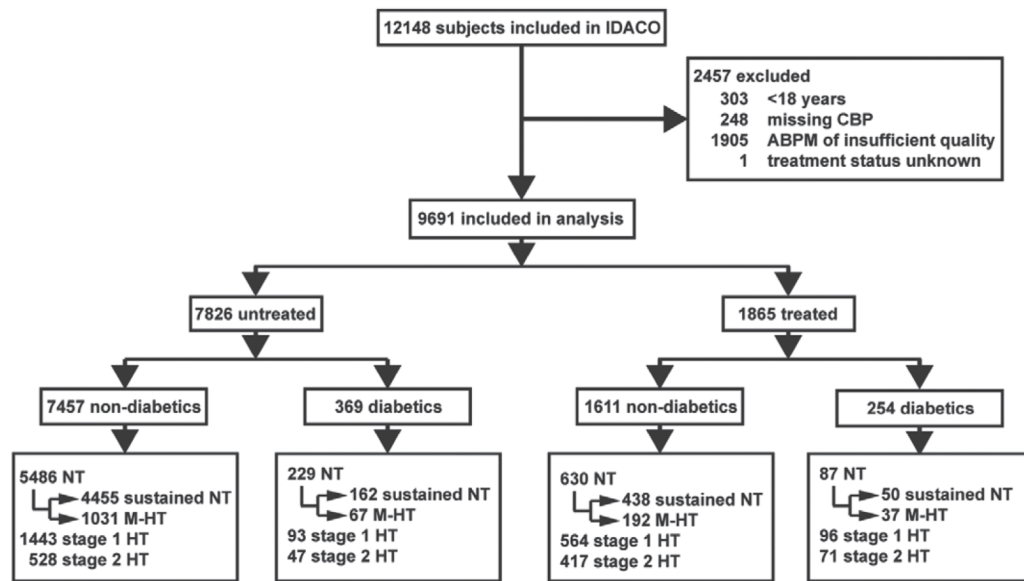 12148 subjects included in IDACO
2457 excluded
303 <18 years
248 missing CBP
1905 ABPM of insufficient quality
1 treatment status unknown
9691 included in analysis
7826 untreated
1865 treated
7457 non-diabetics
369 diabetics
1611 non-diabetics
254 diabetics
5486 NT
4455 sustained NT
1031 M-HT
1443 stage 1 HT
528 stage 2 HT
229 NT
162 sustained NT
67 M-HT
93 stage 1 HT
47 stage 2 HT
630 NT
438 sustained NT
192 M-HT
564 stage 1 HT
417 stage 2 HT
87 NT
50 sustained NT
37 M-HT
96 stage 1 HT
71 stage 2 HT